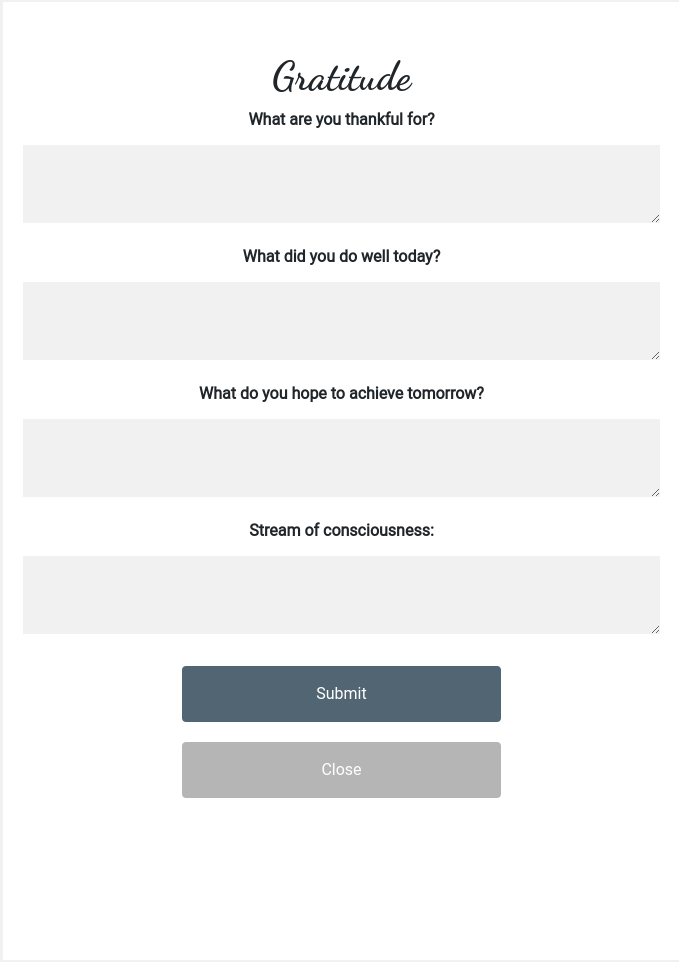 Gratitude
What are you thankful for?
What did you do well today?
What do you hope to achieve tomorrow?
Stream of consciousness:
Submit
Close